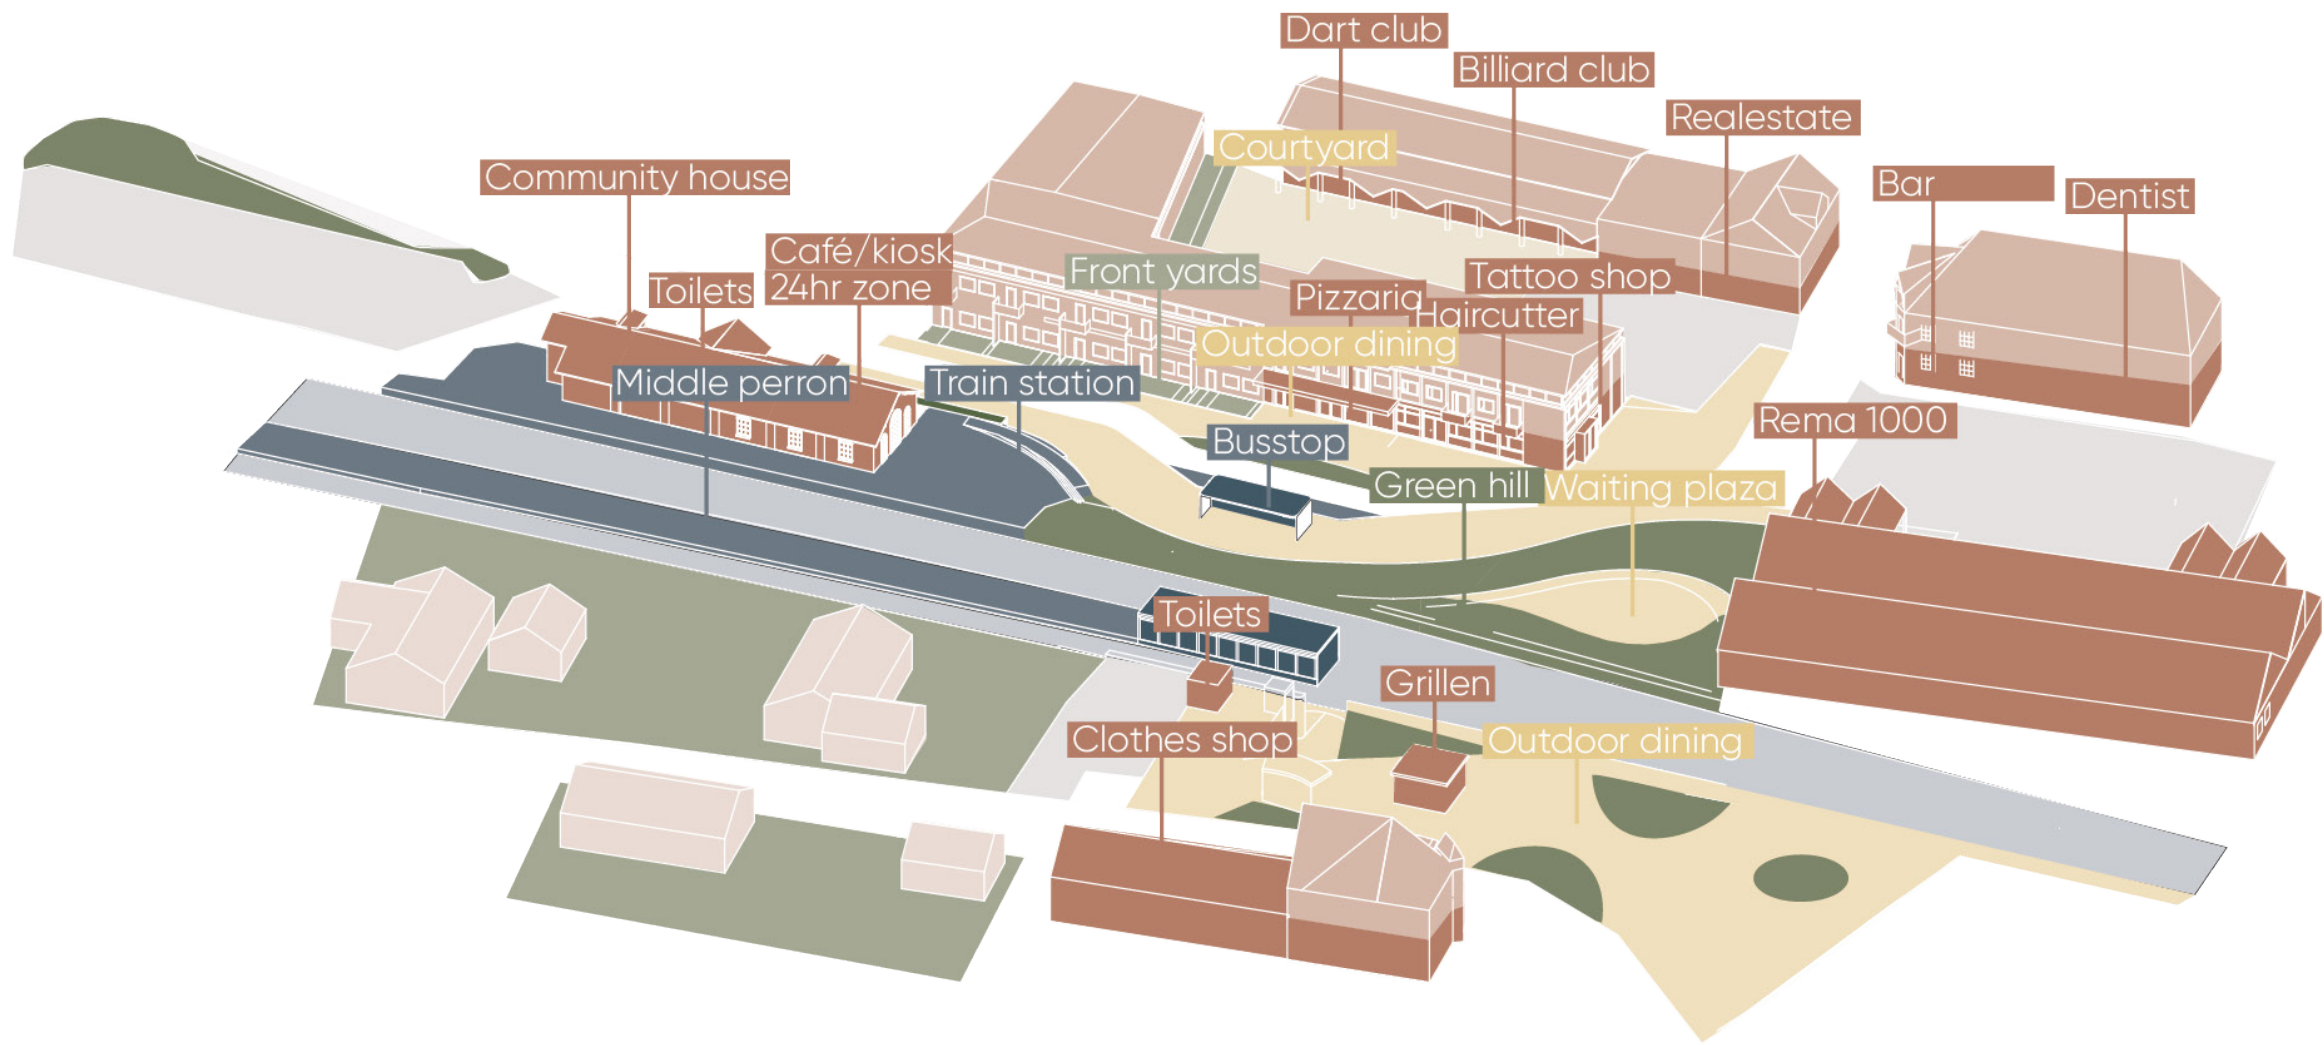 Dart club
Billiard club
Realestate
Courtyard
Community house
Bar
Dentist
Café/kiosk
24hr zone
Toilets
Front yards
Tattoo shop
Pizzaria
Haircutter
Outdoor dining
Middle perron
Train station
Rema 1000
Busstop
Green hill
Waiting plaza
Toilets
Grillen
Clothes shop
Outdoor dining